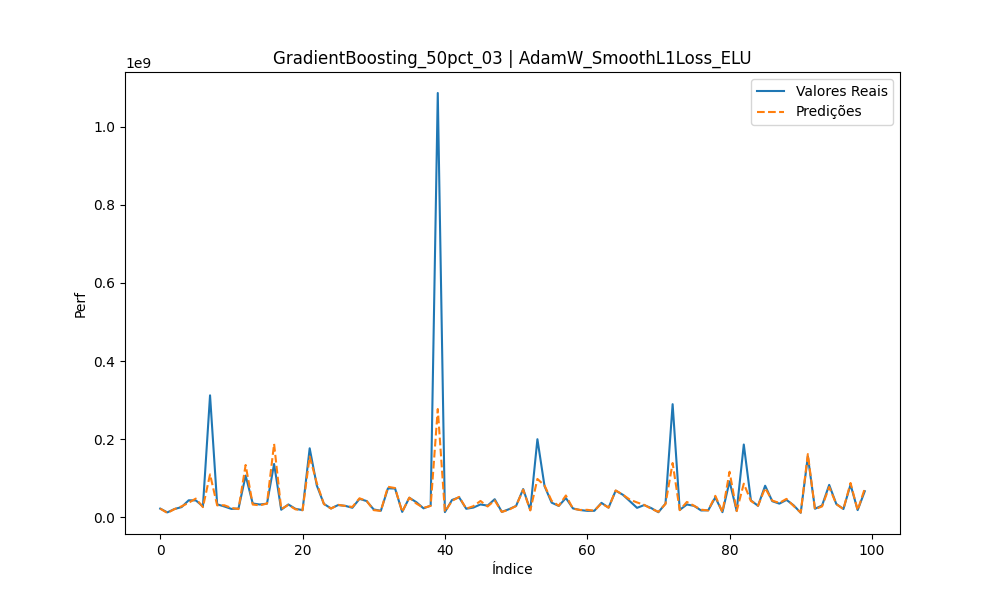 GradientBoosting_50pct_03 | AdamW_SmoothL1Loss_ELU
1e9
Valores Reais
Predições
1.0
0.8
0.6
0.4
0.2
0.0
Perf
0 20 40 60 80 100
Índice